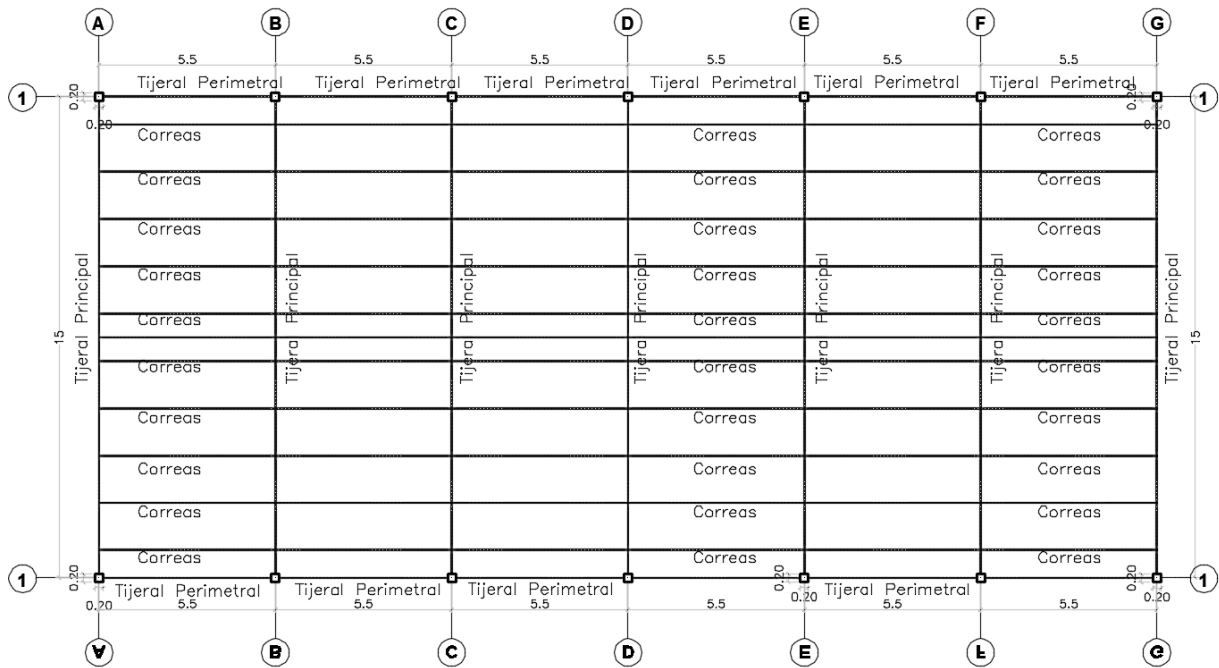 A B C D E F G
5.5 5.5 5.5 5.5 5.5 5.5
Tijeral Perimetral Tijeral Perimetral Tijeral Perimetral Tijeral Perimetral Tijeral Perimetral Tijeral Perimetral
1 0.20 0.20 1
0.20 0.20
Correas Correas Correas
Correas Correas Correas
Correas Correas Correas
Correas Correas Correas
Correas Correas Correas
15 Tijeral Principal Tijera Principal Tijera Principal Tijera Principal Tijera Principal Tijera Principal Tijeral Principal 15
Correas Correas Correas
Correas Correas Correas
Correas Correas Correas
Correas Correas Correas
Correas Correas Correas
1 0.20 0.20 0.20 1
Tijeral Perimetral Tijeral Perimetral Tijeral Perimetral Tijeral Perimetral
0.20 0.20 0.20
5.5 5.5 5.5 5.5 5.5 5.5
A B C D E F G